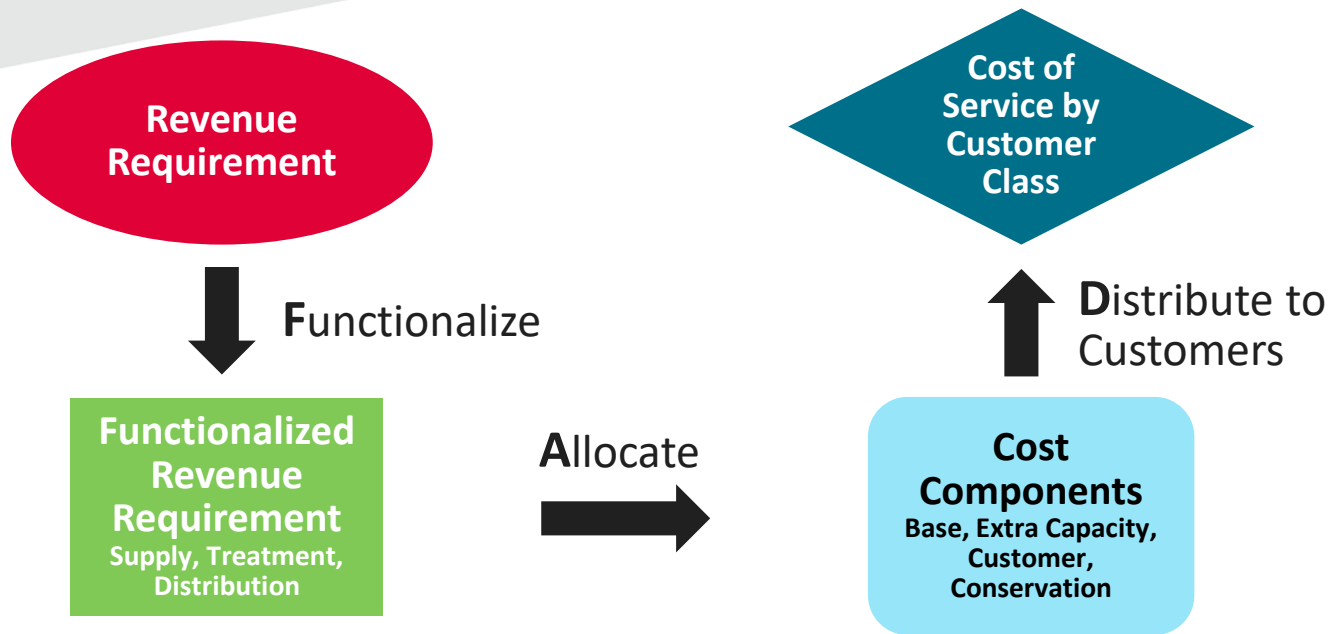 Revenue
Requirement
Functionalize
Functionalized
Revenue
Requirement
Supply, Treatment,
Distribution
Allocate
Cost
Components
Base, Extra Capacity,
Customer,
Conservation
Distribute to
Customers
Cost of
Service by
Customer
Class